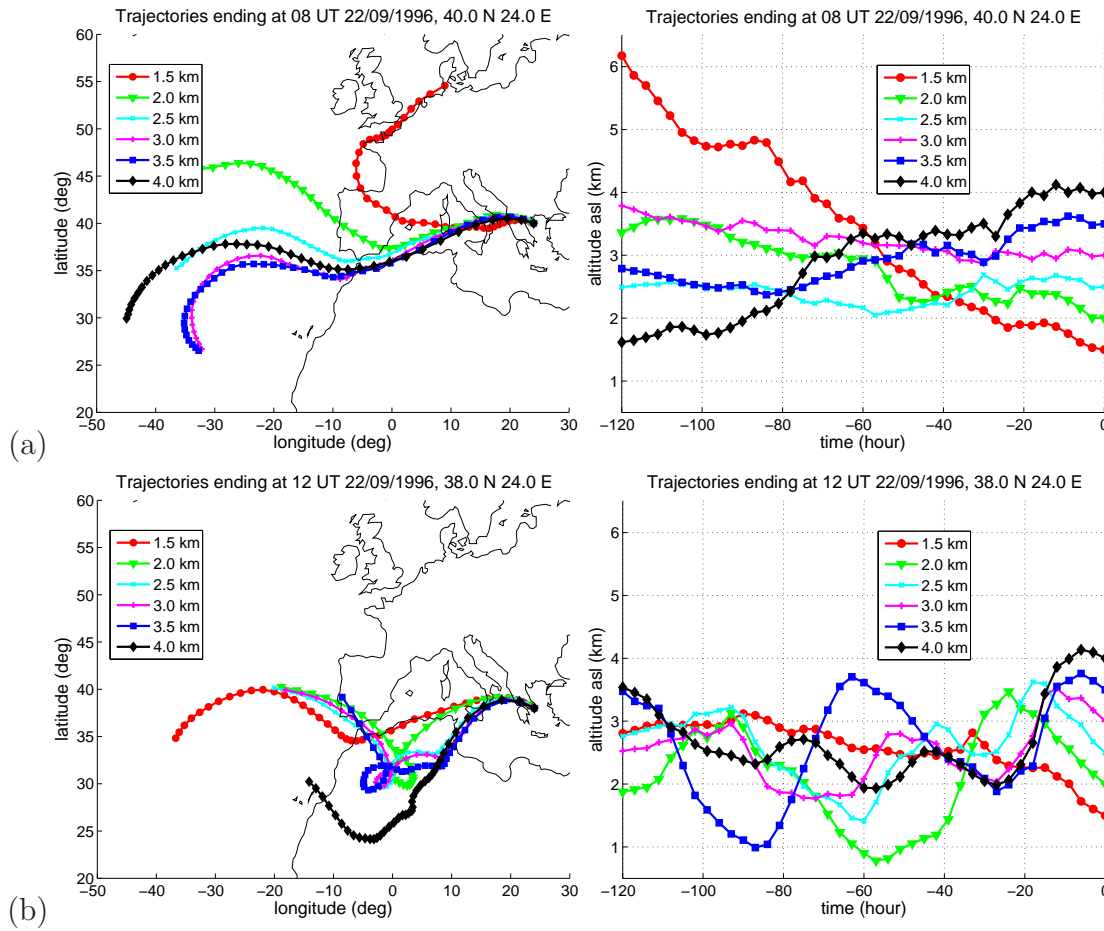 Trajectories ending at 08 UT 22/09/1996, 40.0 N 24.0 E
60
55
50
45
40
35
30
25
20
latitude (deg)
1.5 km
2.0 km
2.5 km
3.0 km
3.5 km
4.0 km
−50 −40 −30 −20 −10 0 10 20 30
longitude (deg)
(a)
Trajectories ending at 08 UT 22/09/1996, 40.0 N 24.0 E
6
5
4
3
2
1
altitude asl (km)
1.5 km
2.0 km
2.5 km
3.0 km
3.5 km
4.0 km
−120 −100 −80 −60 −40 −20 0
time (hour)
Trajectories ending at 12 UT 22/09/1996, 38.0 N 24.0 E
60
55
50
45
40
35
30
25
20
latitude (deg)
1.5 km
2.0 km
2.5 km
3.0 km
3.5 km
4.0 km
−50 −40 −30 −20 −10 0 10 20 30
longitude (deg)
(b)
Trajectories ending at 12 UT 22/09/1996, 38.0 N 24.0 E
6
5
4
3
2
1
altitude asl (km)
1.5 km
2.0 km
2.5 km
3.0 km
3.5 km
4.0 km
−120 −100 −80 −60 −40 −20 0
time (hour)